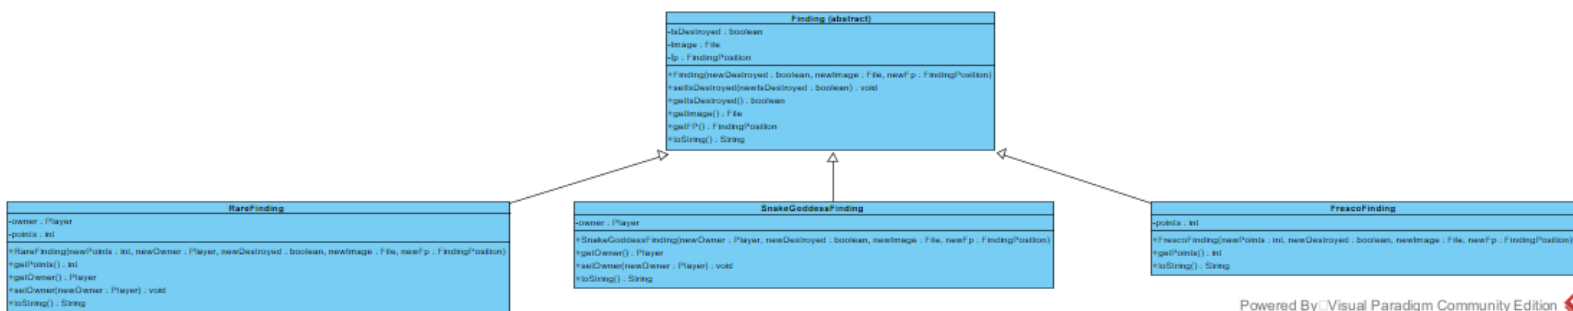 Finding (abstract)
-isDestroyed : boolean
-Image : File
-fp : FindingPosition
+Finding(newDestroyed : boolean, newImage : File, newFp : FindingPosition)
+setIsDestroyed(newIsDestroyed : boolean) : void
+getIsDestroyed() : boolean
+getImage() : File
+getFP() : FindingPosition
+toString() : String
RareFinding
-owner : Player
-points : int
+RareFinding(newPoints : int, newOwner : Player, newDestroyed : boolean, newImage : File, newFp : FindingPosition)
+getPoints() : int
+getOwner() : Player
+setOwner(newOwner : Player) : void
+toString() : String
SnakeGoddessFinding
-owner : Player
+SnakeGoddessFinding(newOwner : Player, newDestroyed : boolean, newImage : File, newFp : FindingPosition)
+getOwner() : Player
+setOwner(newOwner : Player) : void
+toString() : String
FrescoFinding
-points : int
+FrescoFinding(newPoints : int, newDestroyed : boolean, newImage : File, newFp : FindingPosition)
+getPoints() : int
+toString() : String
Powered By Visual Paradigm Community Edition